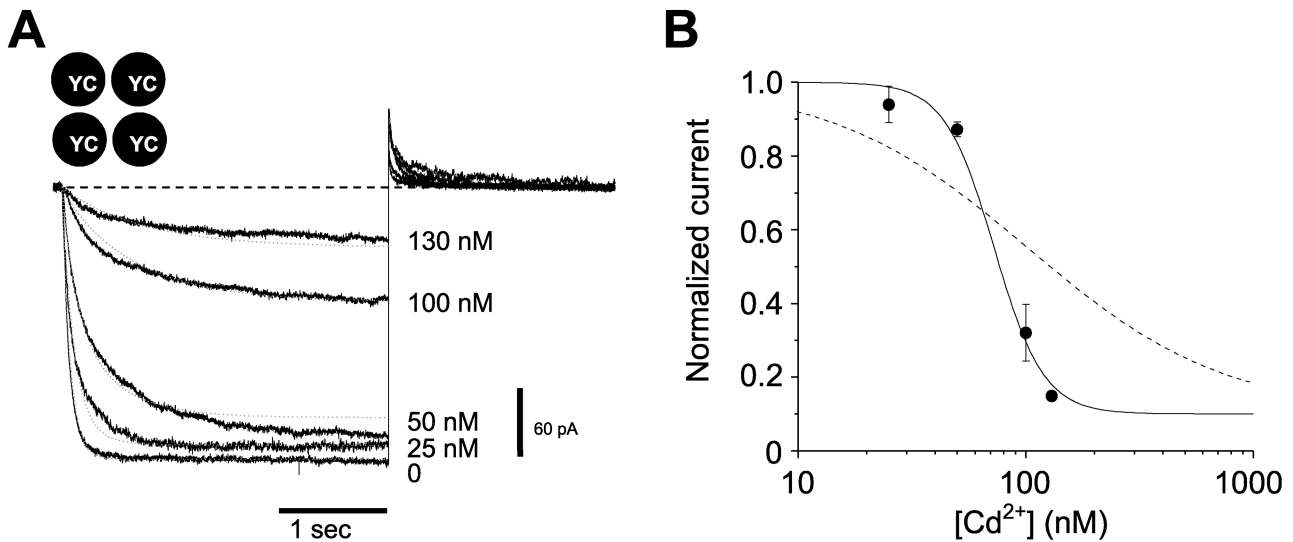 A
YC YC
YC YC
130 nM
100 nM
50 nM
25 nM
0
60 pA
1 sec
B
Normalized current
1.0
0.8
0.6
0.4
0.2
0
10 100 1000
[Cd²⁺] (nM)